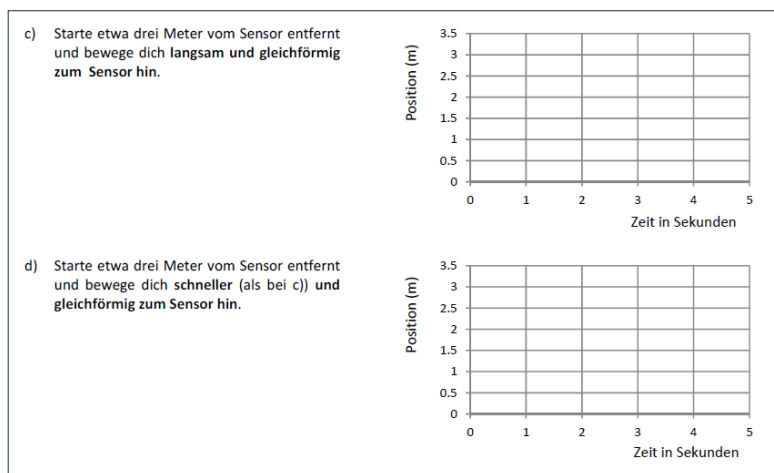 c) Starte etwa drei Meter vom Sensor entfernt
und bewege dich langsam und gleichförmig
zum Sensor hin.
Position (m)
3.5
3
2.5
2
1.5
1
0.5
0
0 1 2 3 4 5
Zeit in Sekunden
d) Starte etwa drei Meter vom Sensor entfernt
und bewege dich schneller (als bei c)) und
gleichförmig zum Sensor hin.
Position (m)
3.5
3
2.5
2
1.5
1
0.5
0
0 1 2 3 4 5
Zeit in Sekunden